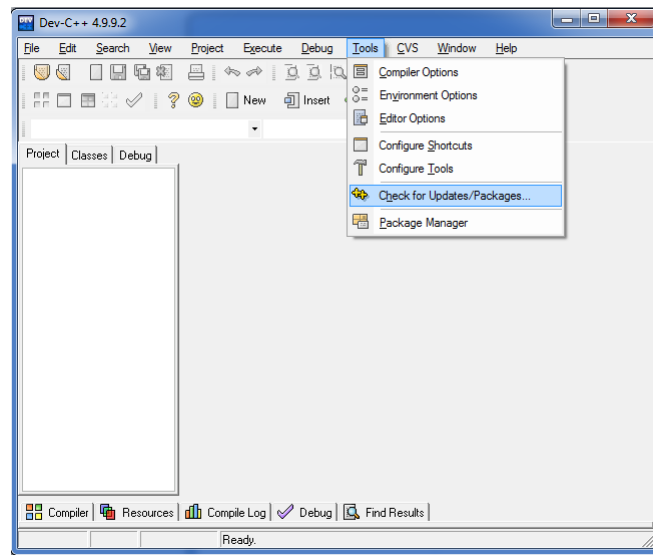 Dev-C++ 4.9.9.2
File Edit Search View Project Execute Debug Tools CVS Window Help
Compiler Options
New Insert
Environment Options
Editor Options
Configure Shortcuts
Project Classes Debug
Configure Tools
Check for Updates/Packages...
Package Manager
Compiler Resources Compile Log Debug Find Results
Ready.